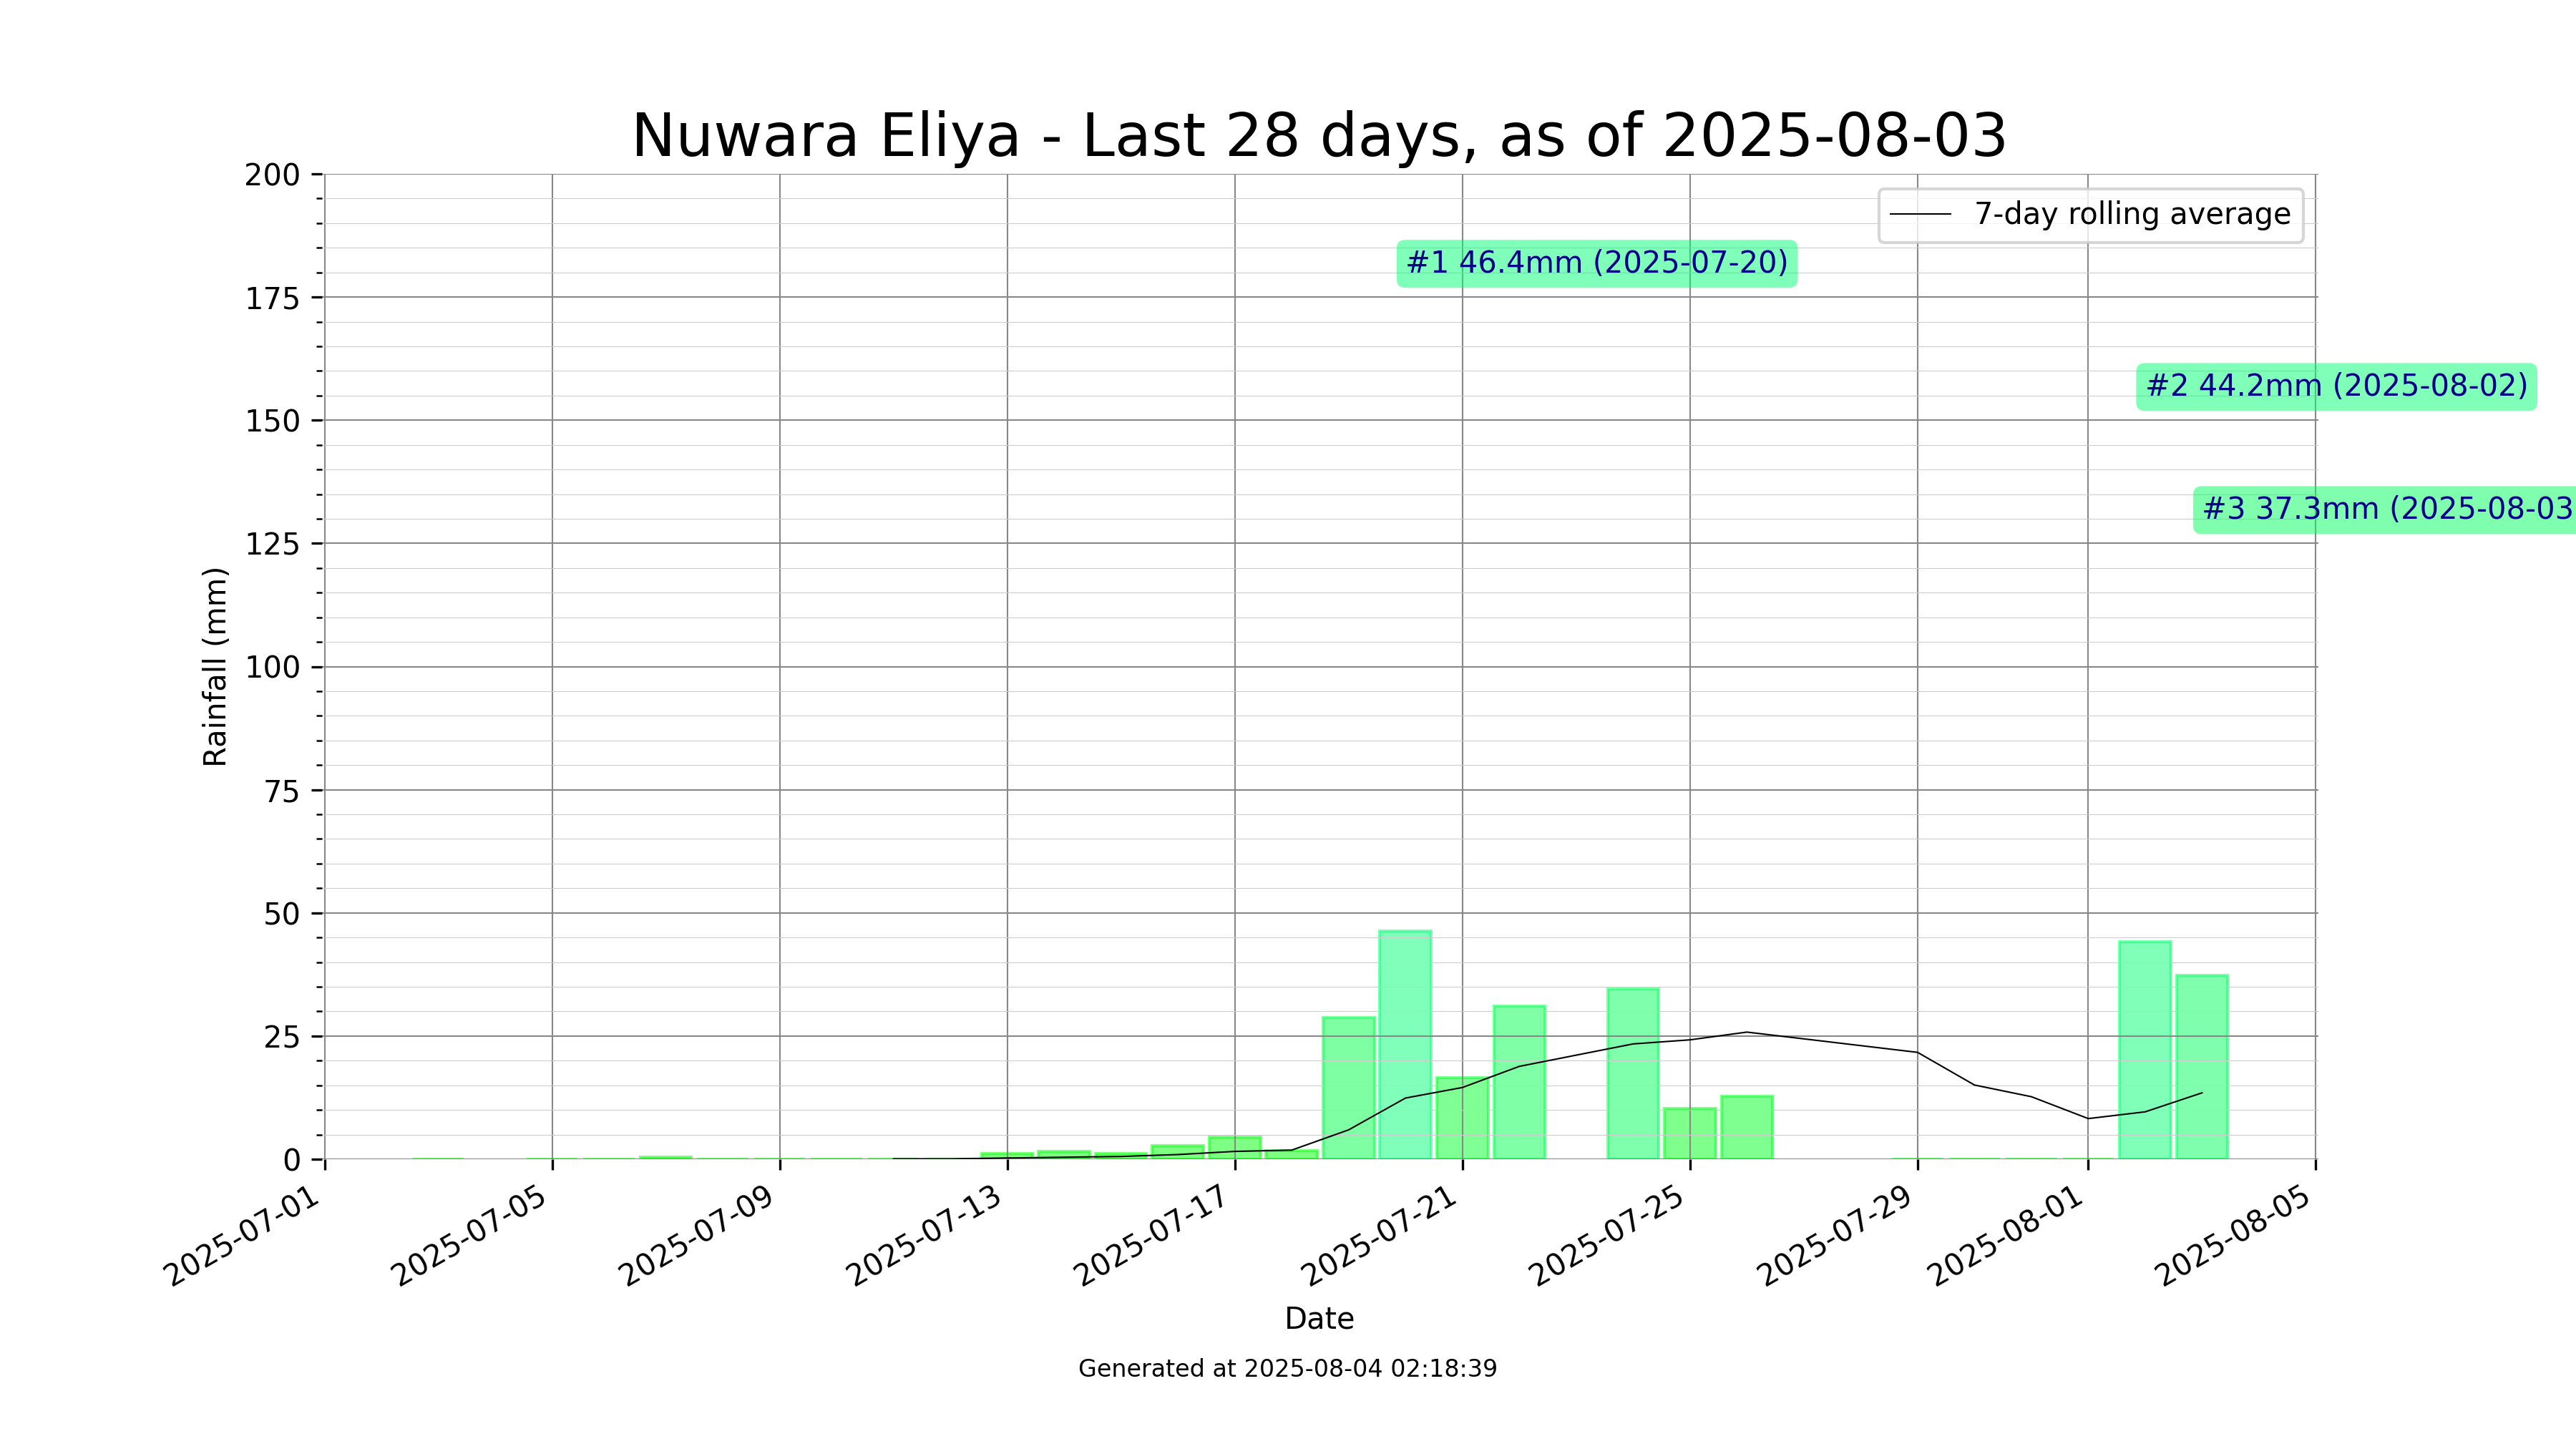 Nuwara Eliya - Last 28 days, as of 2025-08-03
200
175
150
125
100
75
50
25
0
Rainfall (mm)
7-day rolling average
#1 46.4mm (2025-07-20)
#2 44.2mm (2025-08-02)
#3 37.3mm (2025-08-03
2025-07-01
2025-07-05
2025-07-09
2025-07-13
2025-07-17
2025-07-21
2025-07-25
2025-07-29
2025-08-01
2025-08-05
Date
Generated at 2025-08-04 02:18:39